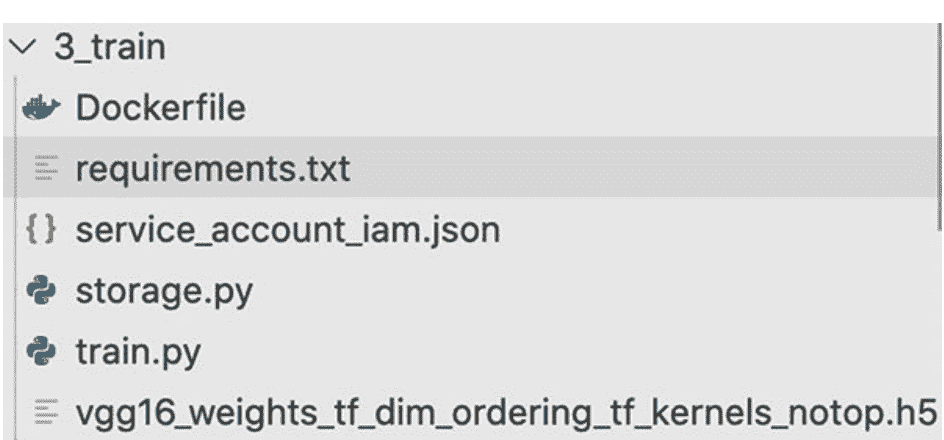 3_train
Dockerfile
requirements.txt
{} service_account_iam.json
storage.py
train.py
vgg16_weights_tf_dim_ordering_tf_kernels_notop.h5